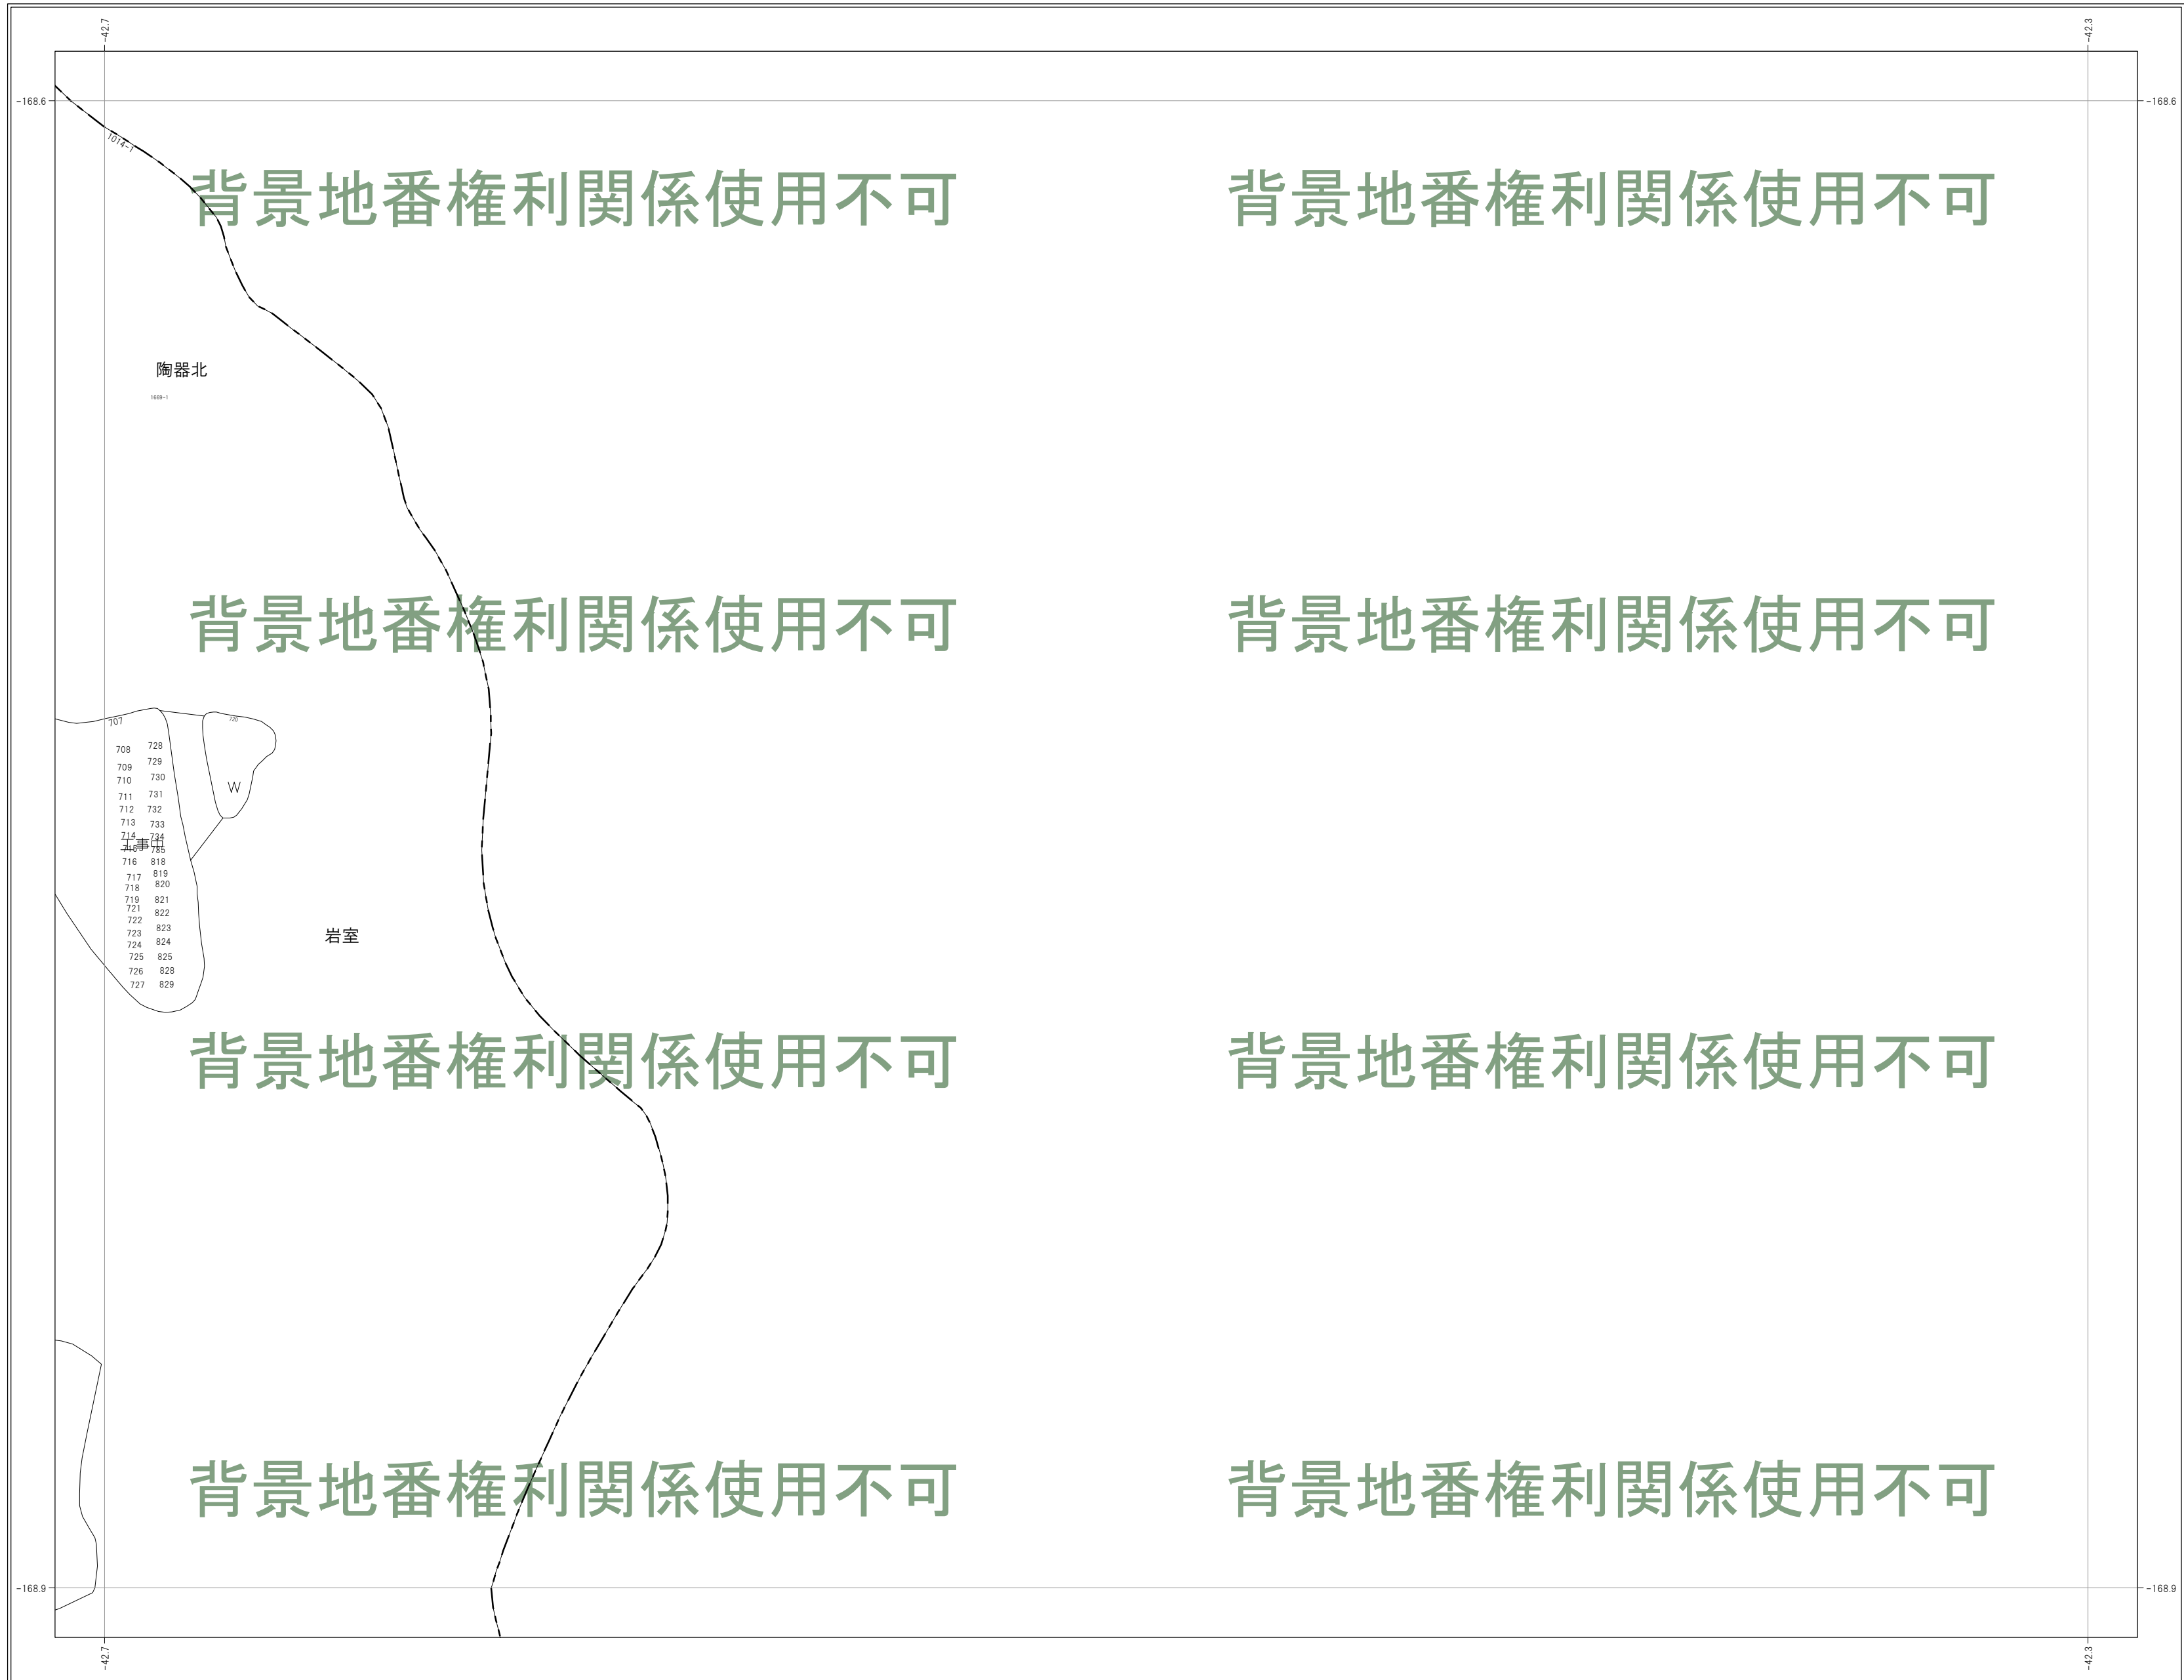 -42.7
-42.3
-168.6
-168.6
1014-1
背景地番権利関係使用不可
背景地番権利関係使用不可
陶器北
1669-1
背景地番権利関係使用不可
背景地番権利関係使用不可
707
720
708 728
709 729
710 730
W
711 731
712 732
713 733
714 734
工事中
715 735
716 818
717 819
718 820
719 821
721 822
722
723 823
724 824
岩室
725 825
726 828
727 829
背景地番権利関係使用不可
背景地番権利関係使用不可
背景地番権利関係使用不可
背景地番権利関係使用不可
-168.9
-168.9
-42.7
-42.3